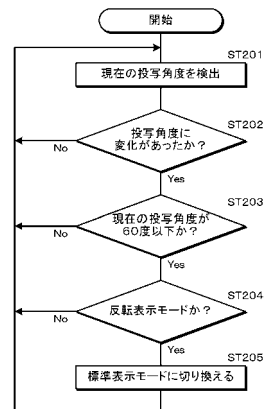 開始
ST201
現在の投写角度を検出
ST202
投写角度に
変化があったか？
No
Yes
ST203
現在の投写角度が
60度以下か？
No
Yes
ST204
反転表示モードか？
No
Yes
ST205
標準表示モードに切り換える